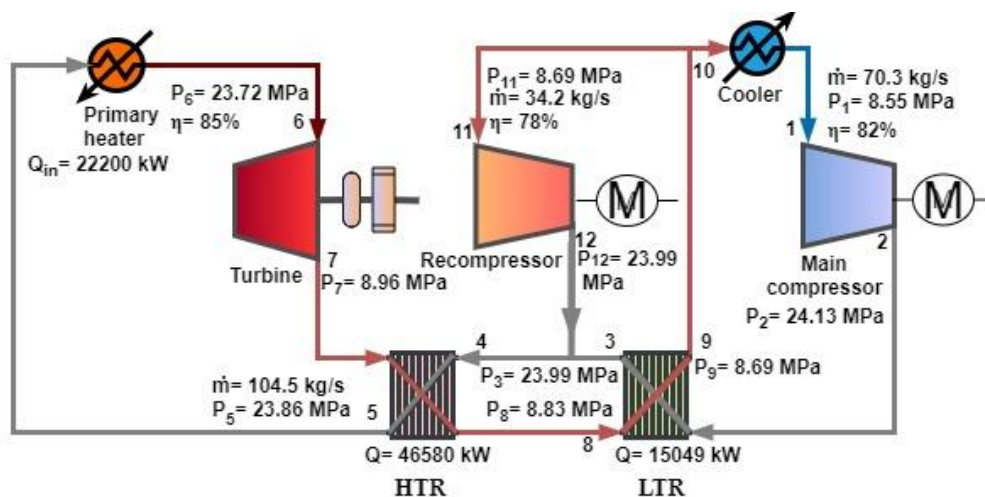 Primary
heater
Q_in= 22200 kW
P₆ = 23.72 MPa
η= 85%
6
Turbine
7
P₇= 8.96 MPa
P₁₁= 8.69 MPa
ṁ= 34.2 kg/s
η= 78%
11
Recompressor
M
12
P₁₂= 23.99
MPa
10
Cooler
ṁ= 70.3 kg/s
P₁= 8.55 MPa
η= 82%
1
M
2
Main
compressor
P₂= 24.13 MPa
4
3
9
P₃= 23.99 MPa
P₉= 8.69 MPa
ṁ= 104.5 kg/s
P₅= 23.86 MPa
5
P₈= 8.83 MPa
8
Q= 46580 kW
Q= 15049 kW
HTR
LTR